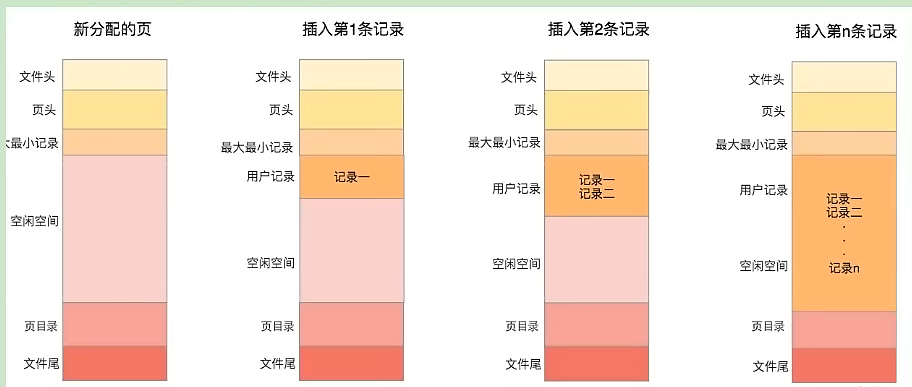 新分配的页
文件头
页头
大最小记录
空闲空间
页目录
文件尾
插入第1条记录
文件头
页头
最大最小记录
用户记录
记录一
空闲空间
页目录
文件尾
插入第2条记录
文件头
页头
最大最小记录
用户记录
记录一
记录二
空闲空间
页目录
文件尾
插入第n条记录
文件头
页头
最大最小记录
用户记录
记录一
记录二
·
·
·
记录n
空闲空间
页目录
文件尾